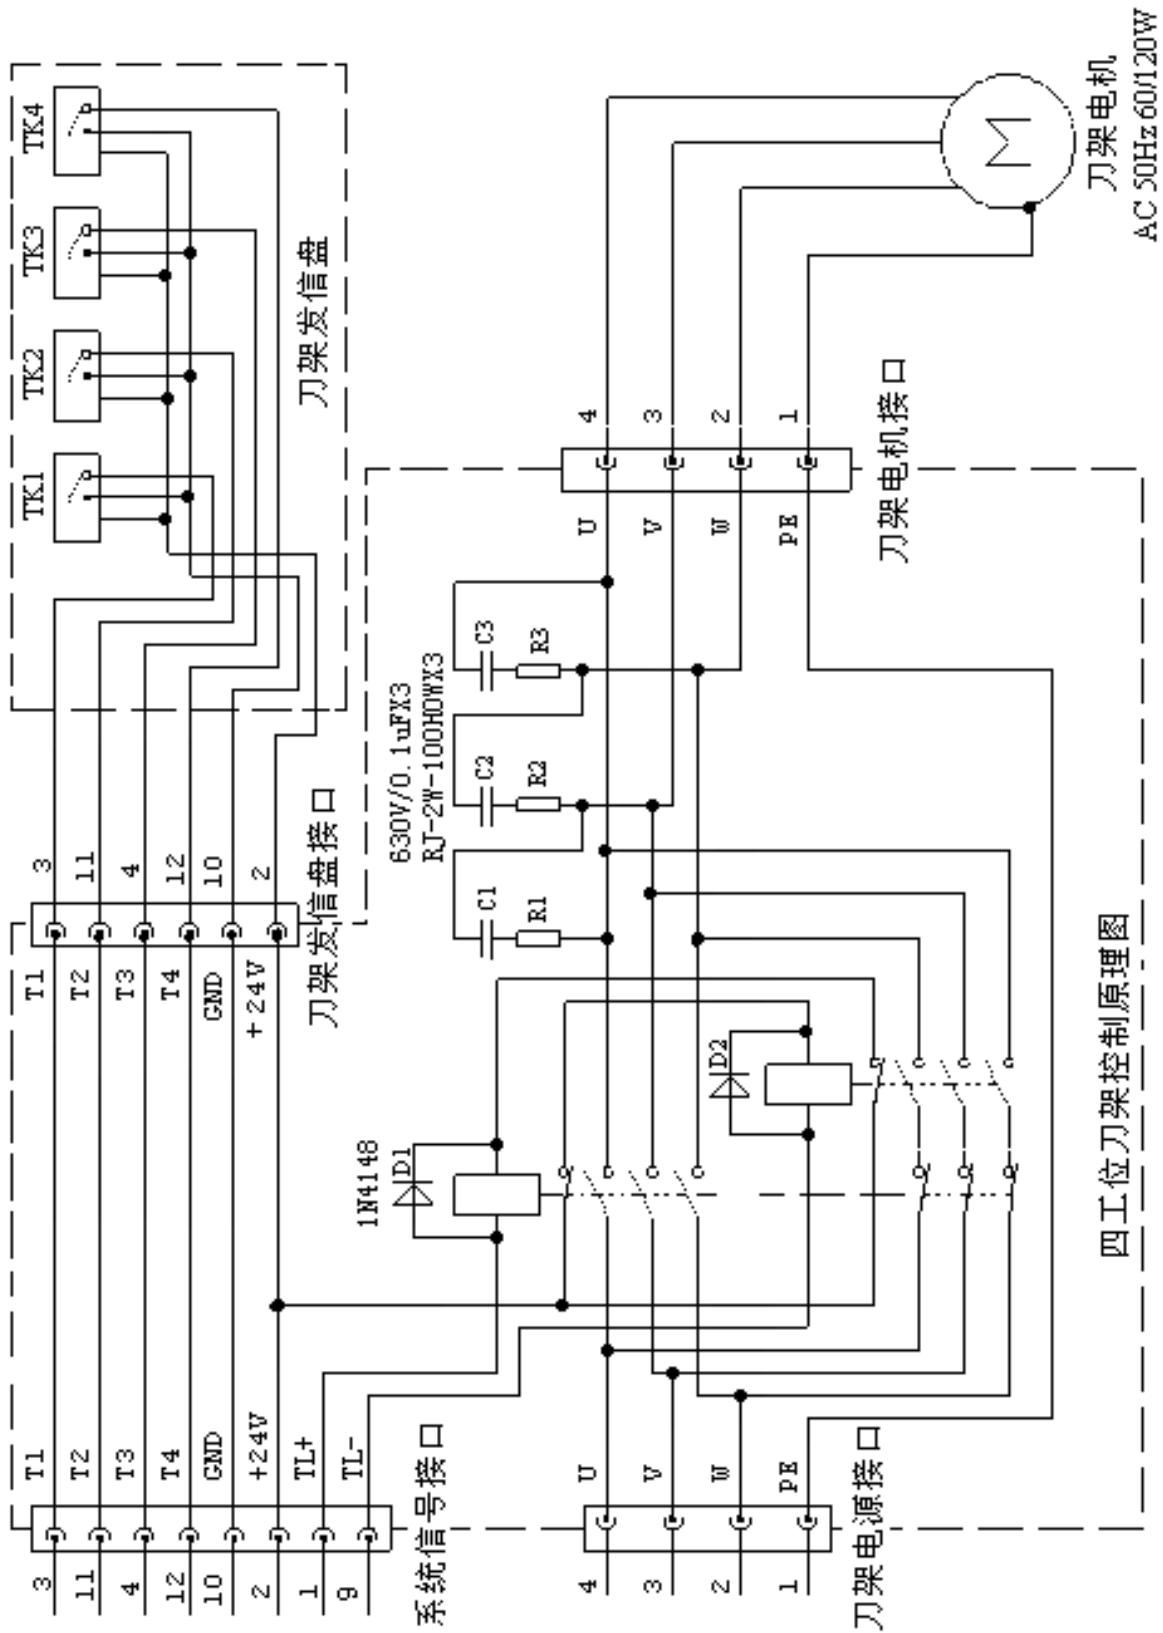 3 T1 T1 3 TK1 TK2 TK3 TK4
11 T2 T2 11
4 T3 T3 4
12 T4 T4 12
10 GND GND 10
2 +24V +24V 2
1 TL+
刀架发信盘接口
刀架发信盘
9 TL-
1N4148
D1
630V/0.1uFX3
RJ-2W-100HOWX3
系统信号接口
C1 C2 C3
R1 R2 R3
4 U U 4
3 V V 3
2 W W 2
D2
1 PE PE 1
刀架电源接口
刀架电机接口
M
刀架电机
AC 50Hz 60/120W
四工位刀架控制原理图